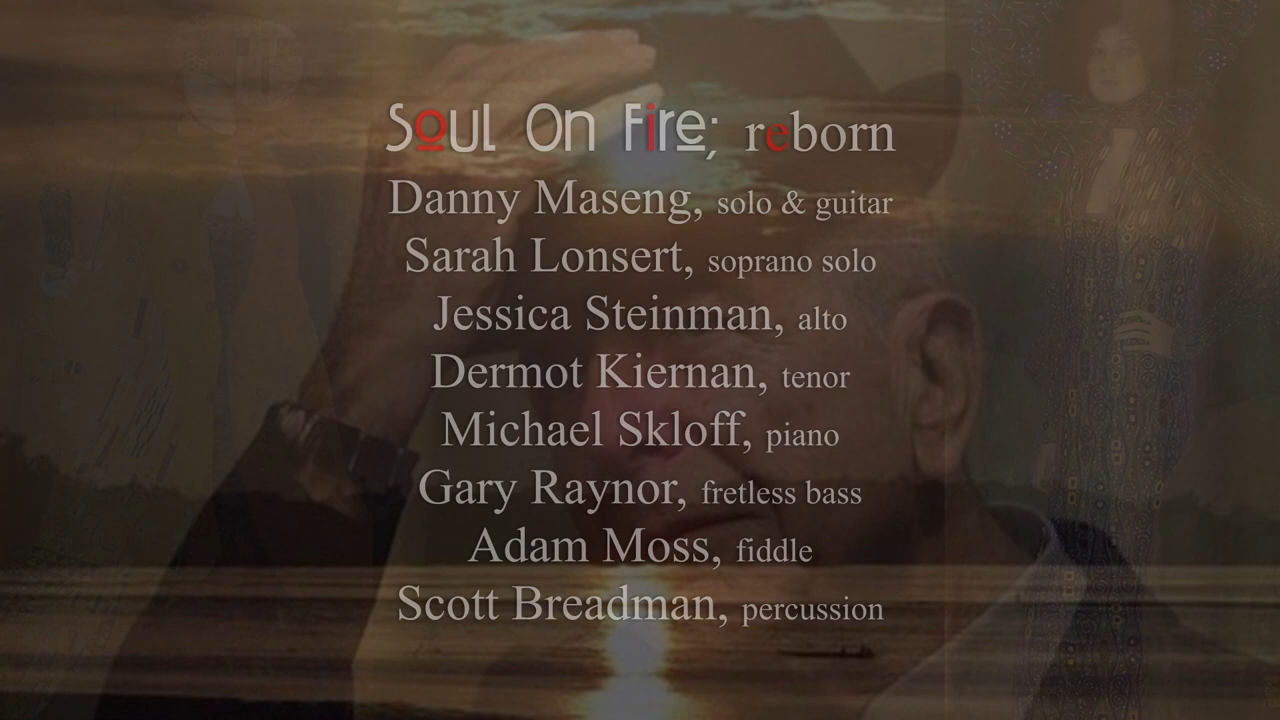 Soul On Fire; reborn
Danny Maseng, solo & guitar
Sarah Lonsert, soprano solo
Jessica Steinman, alto
Dermot Kiernan, tenor
Michael Skloff, piano
Gary Raynor, fretless bass
Adam Moss, fiddle
Scott Breadman, percussion